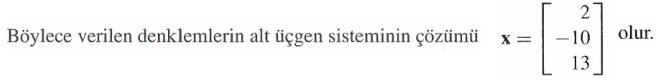 Böylece verilen denklemlerin alt üçgen sisteminin çözümü x = [ 2 -10 13 ] olur.